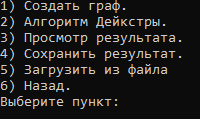 1) Создать граф.
2) Алгоритм Дейкстры.
3) Просмотр результата.
4) Сохранить результат.
5) Загрузить из файла
6) Назад.
Выберите пункт: